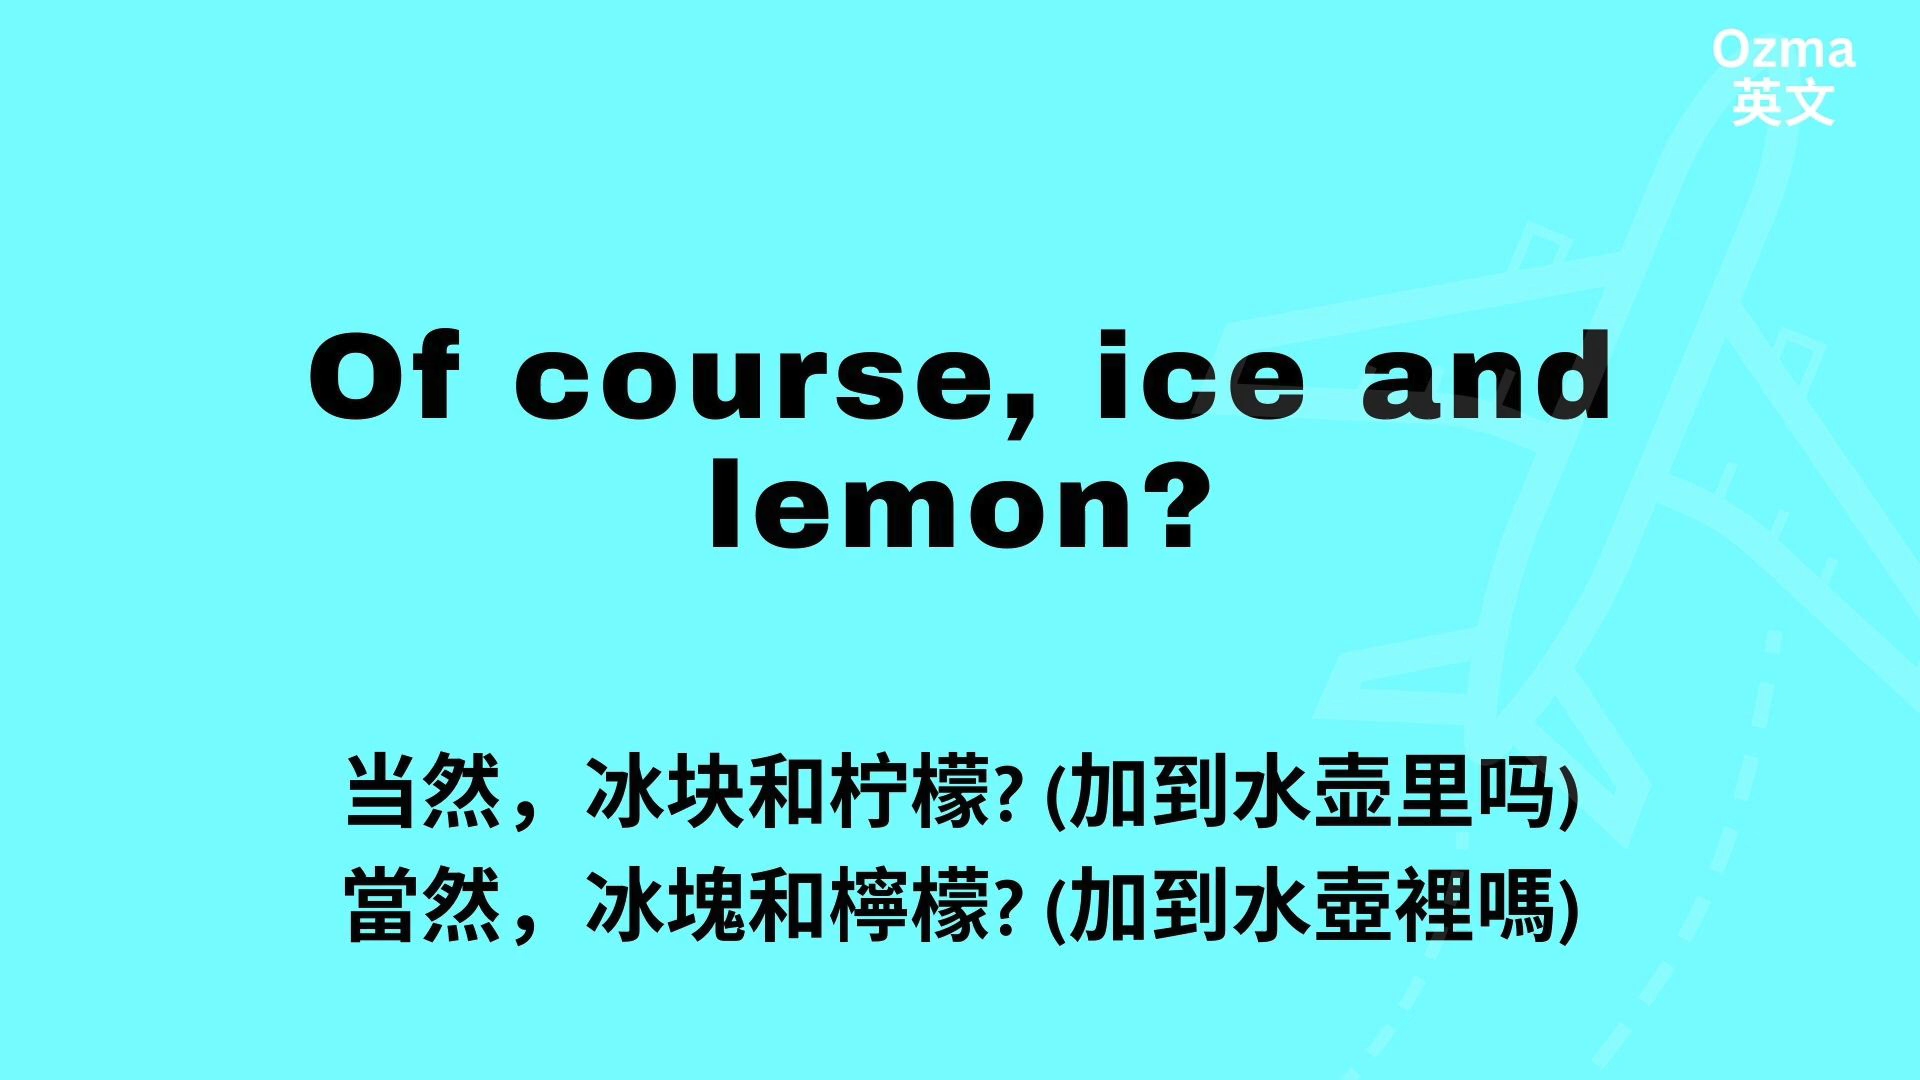 Ozma
英文
Of course, ice and
lemon?
当然，冰块和柠檬? (加到水壶里吗)
當然，冰塊和檸檬? (加到水壺裡嗎)